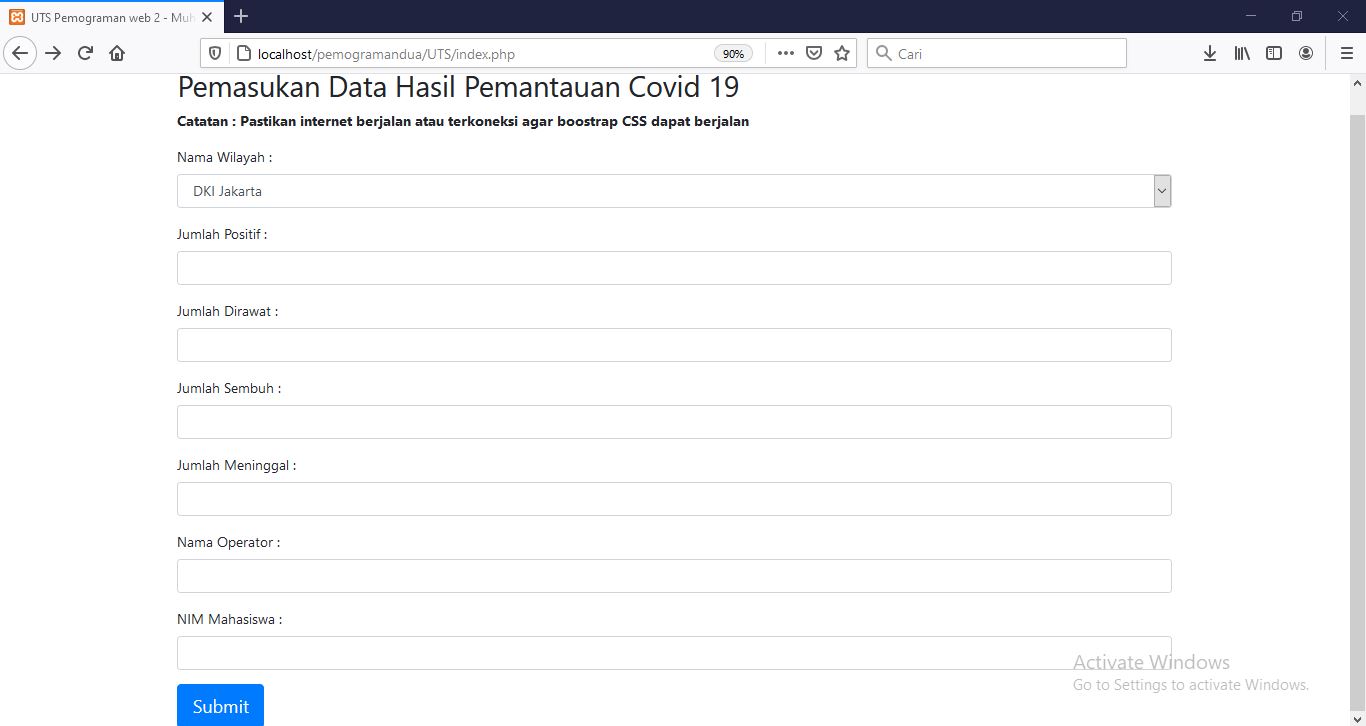 UTS Pemograman web 2 - Muh
localhost/pemogramandua/UTS/index.php
90%
Cari
Pemasukan Data Hasil Pemantauan Covid 19
Catatan : Pastikan internet berjalan atau terkoneksi agar boostrap CSS dapat berjalan
Nama Wilayah :
DKI Jakarta
Jumlah Positif :
Jumlah Dirawat :
Jumlah Sembuh :
Jumlah Meninggal :
Nama Operator :
NIM Mahasiswa :
Activate Windows
Go to Settings to activate Windows.
Submit